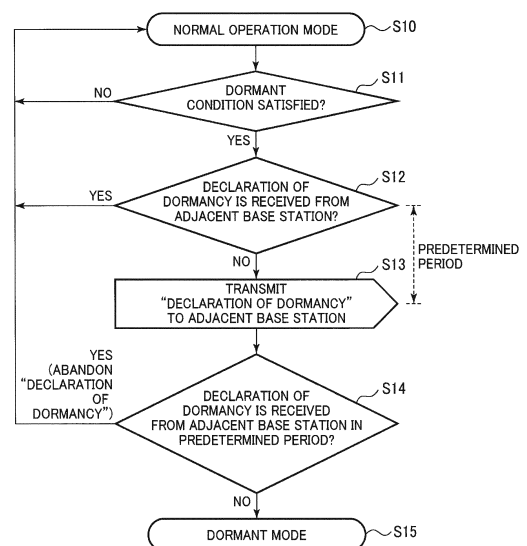 NORMAL OPERATION MODE
S10
S11
NO
DORMANT
CONDITION SATISFIED?
YES
S12
YES
DECLARATION OF
DORMANCY IS RECEIVED FROM
ADJACENT BASE STATION?
PREDETERMINED
PERIOD
NO
S13
TRANSMIT
“DECLARATION OF DORMANCY”
TO ADJACENT BASE STATION
YES
(ABANDON
“DECLARATION
OF
DORMANCY”)
S14
DECLARATION OF
DORMANCY IS RECEIVED
FROM ADJACENT BASE STATION IN
PREDETERMINED PERIOD?
NO
DORMANT MODE
S15